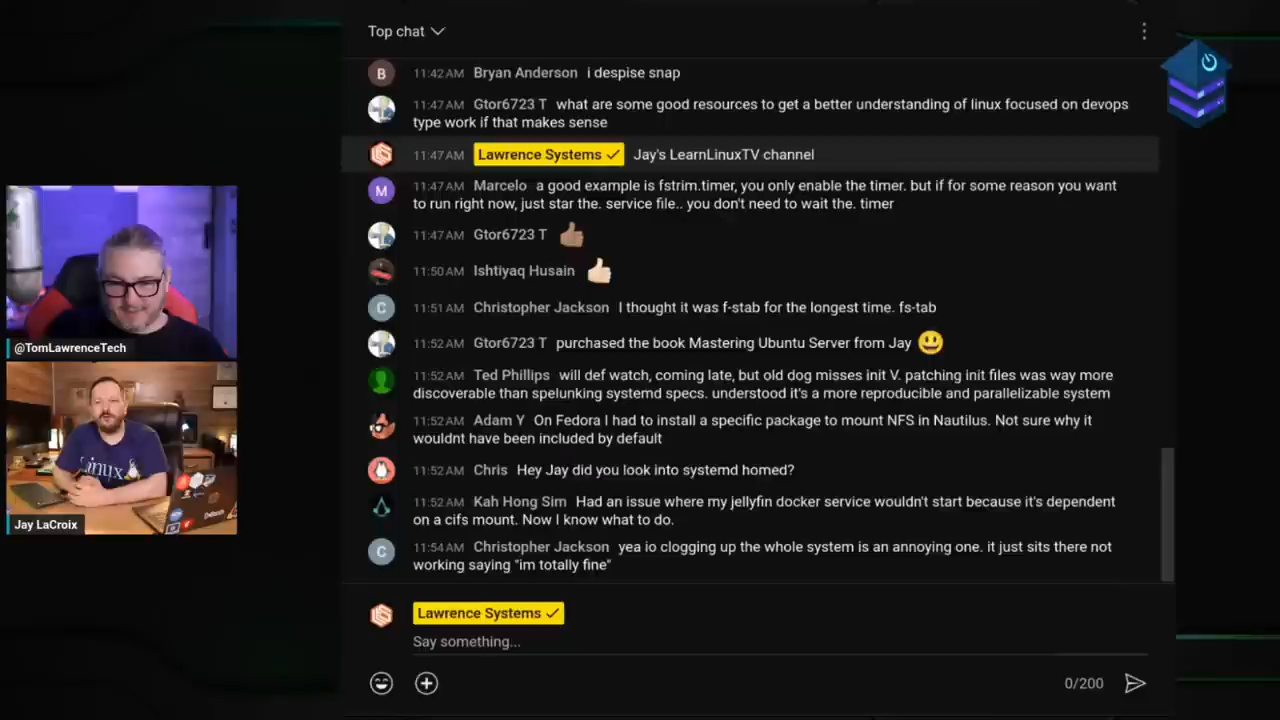 Top chat
B 11:42 AM Bryan Anderson i despise snap
11:47 AM Gtor6723 T what are some good resources to get a better understanding of linux focused on devops
type work if that makes sense
11:47 AM Lawrence Systems Jay's LearnLinuxTV channel
M 11:47 AM Marcelo a good example is fstrim.timer, you only enable the timer. but if for some reason you want
to run right now, just star the. service file.. you don't need to wait the. timer
11:47 AM Gtor6723 T
11:50 AM Ishtiyaq Husain
C 11:51 AM Christopher Jackson I thought it was f-stab for the longest time. fs-tab
11:52 AM Gtor6723 T purchased the book Mastering Ubuntu Server from Jay
11:52 AM Ted Phillips will def watch, coming late, but old dog misses init V. patching init files was way more
discoverable than spelunking systemd specs. understood it's a more reproducible and parallelizable system
11:52 AM Adam Y On Fedora I had to install a specific package to mount NFS in Nautilus. Not sure why it
wouldnt have been included by default
11:52 AM Chris Hey Jay did you look into systemd homed?
11:52 AM Kah Hong Sim Had an issue where my jellyfin docker service wouldn't start because it's dependent
on a cifs mount. Now I know what to do.
C 11:54 AM Christopher Jackson yea io clogging up the whole system is an annoying one. it just sits there not
working saying "im totally fine"
Lawrence Systems
Say something...
0/200
@TomLawrenceTech
Linux
Jay LaCroix